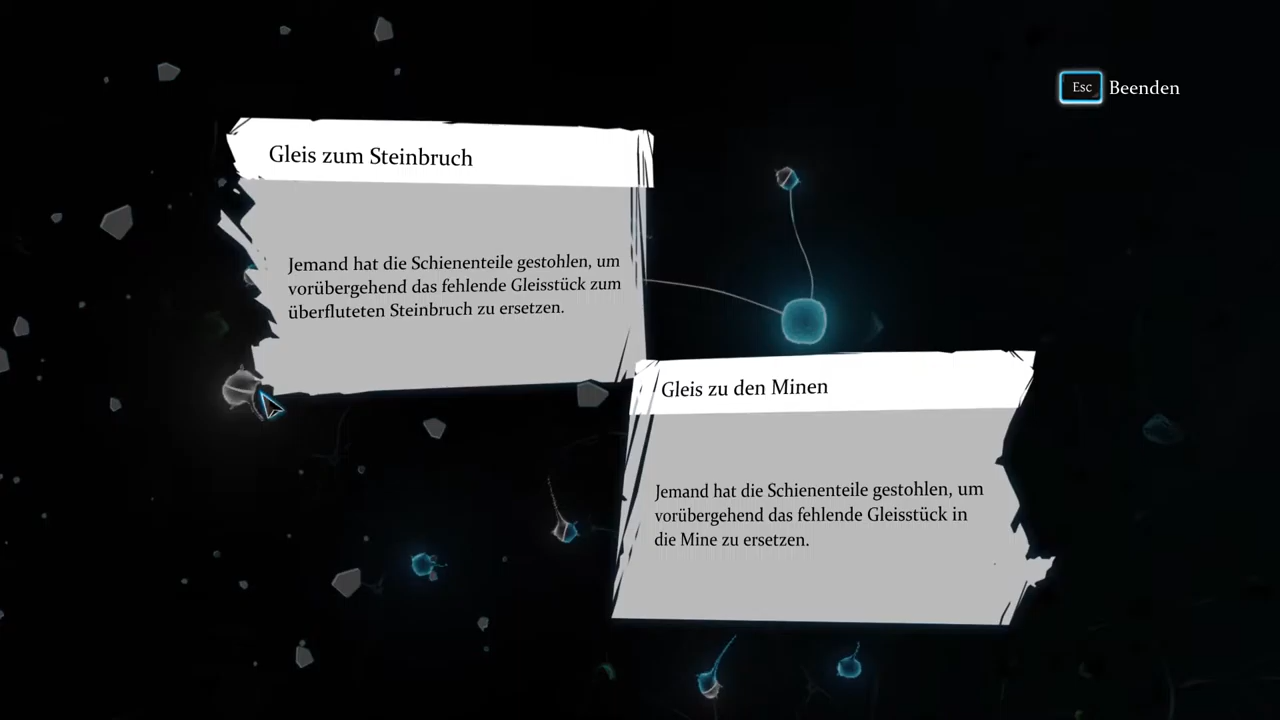 Esc Beenden
Gleis zum Steinbruch
Jemand hat die Schienenteile gestohlen, um
vorübergehend das fehlende Gleisstück zum
überfluteten Steinbruch zu ersetzen.
Gleis zu den Minen
Jemand hat die Schienenteile gestohlen, um
vorübergehend das fehlende Gleisstück in
die Mine zu ersetzen.